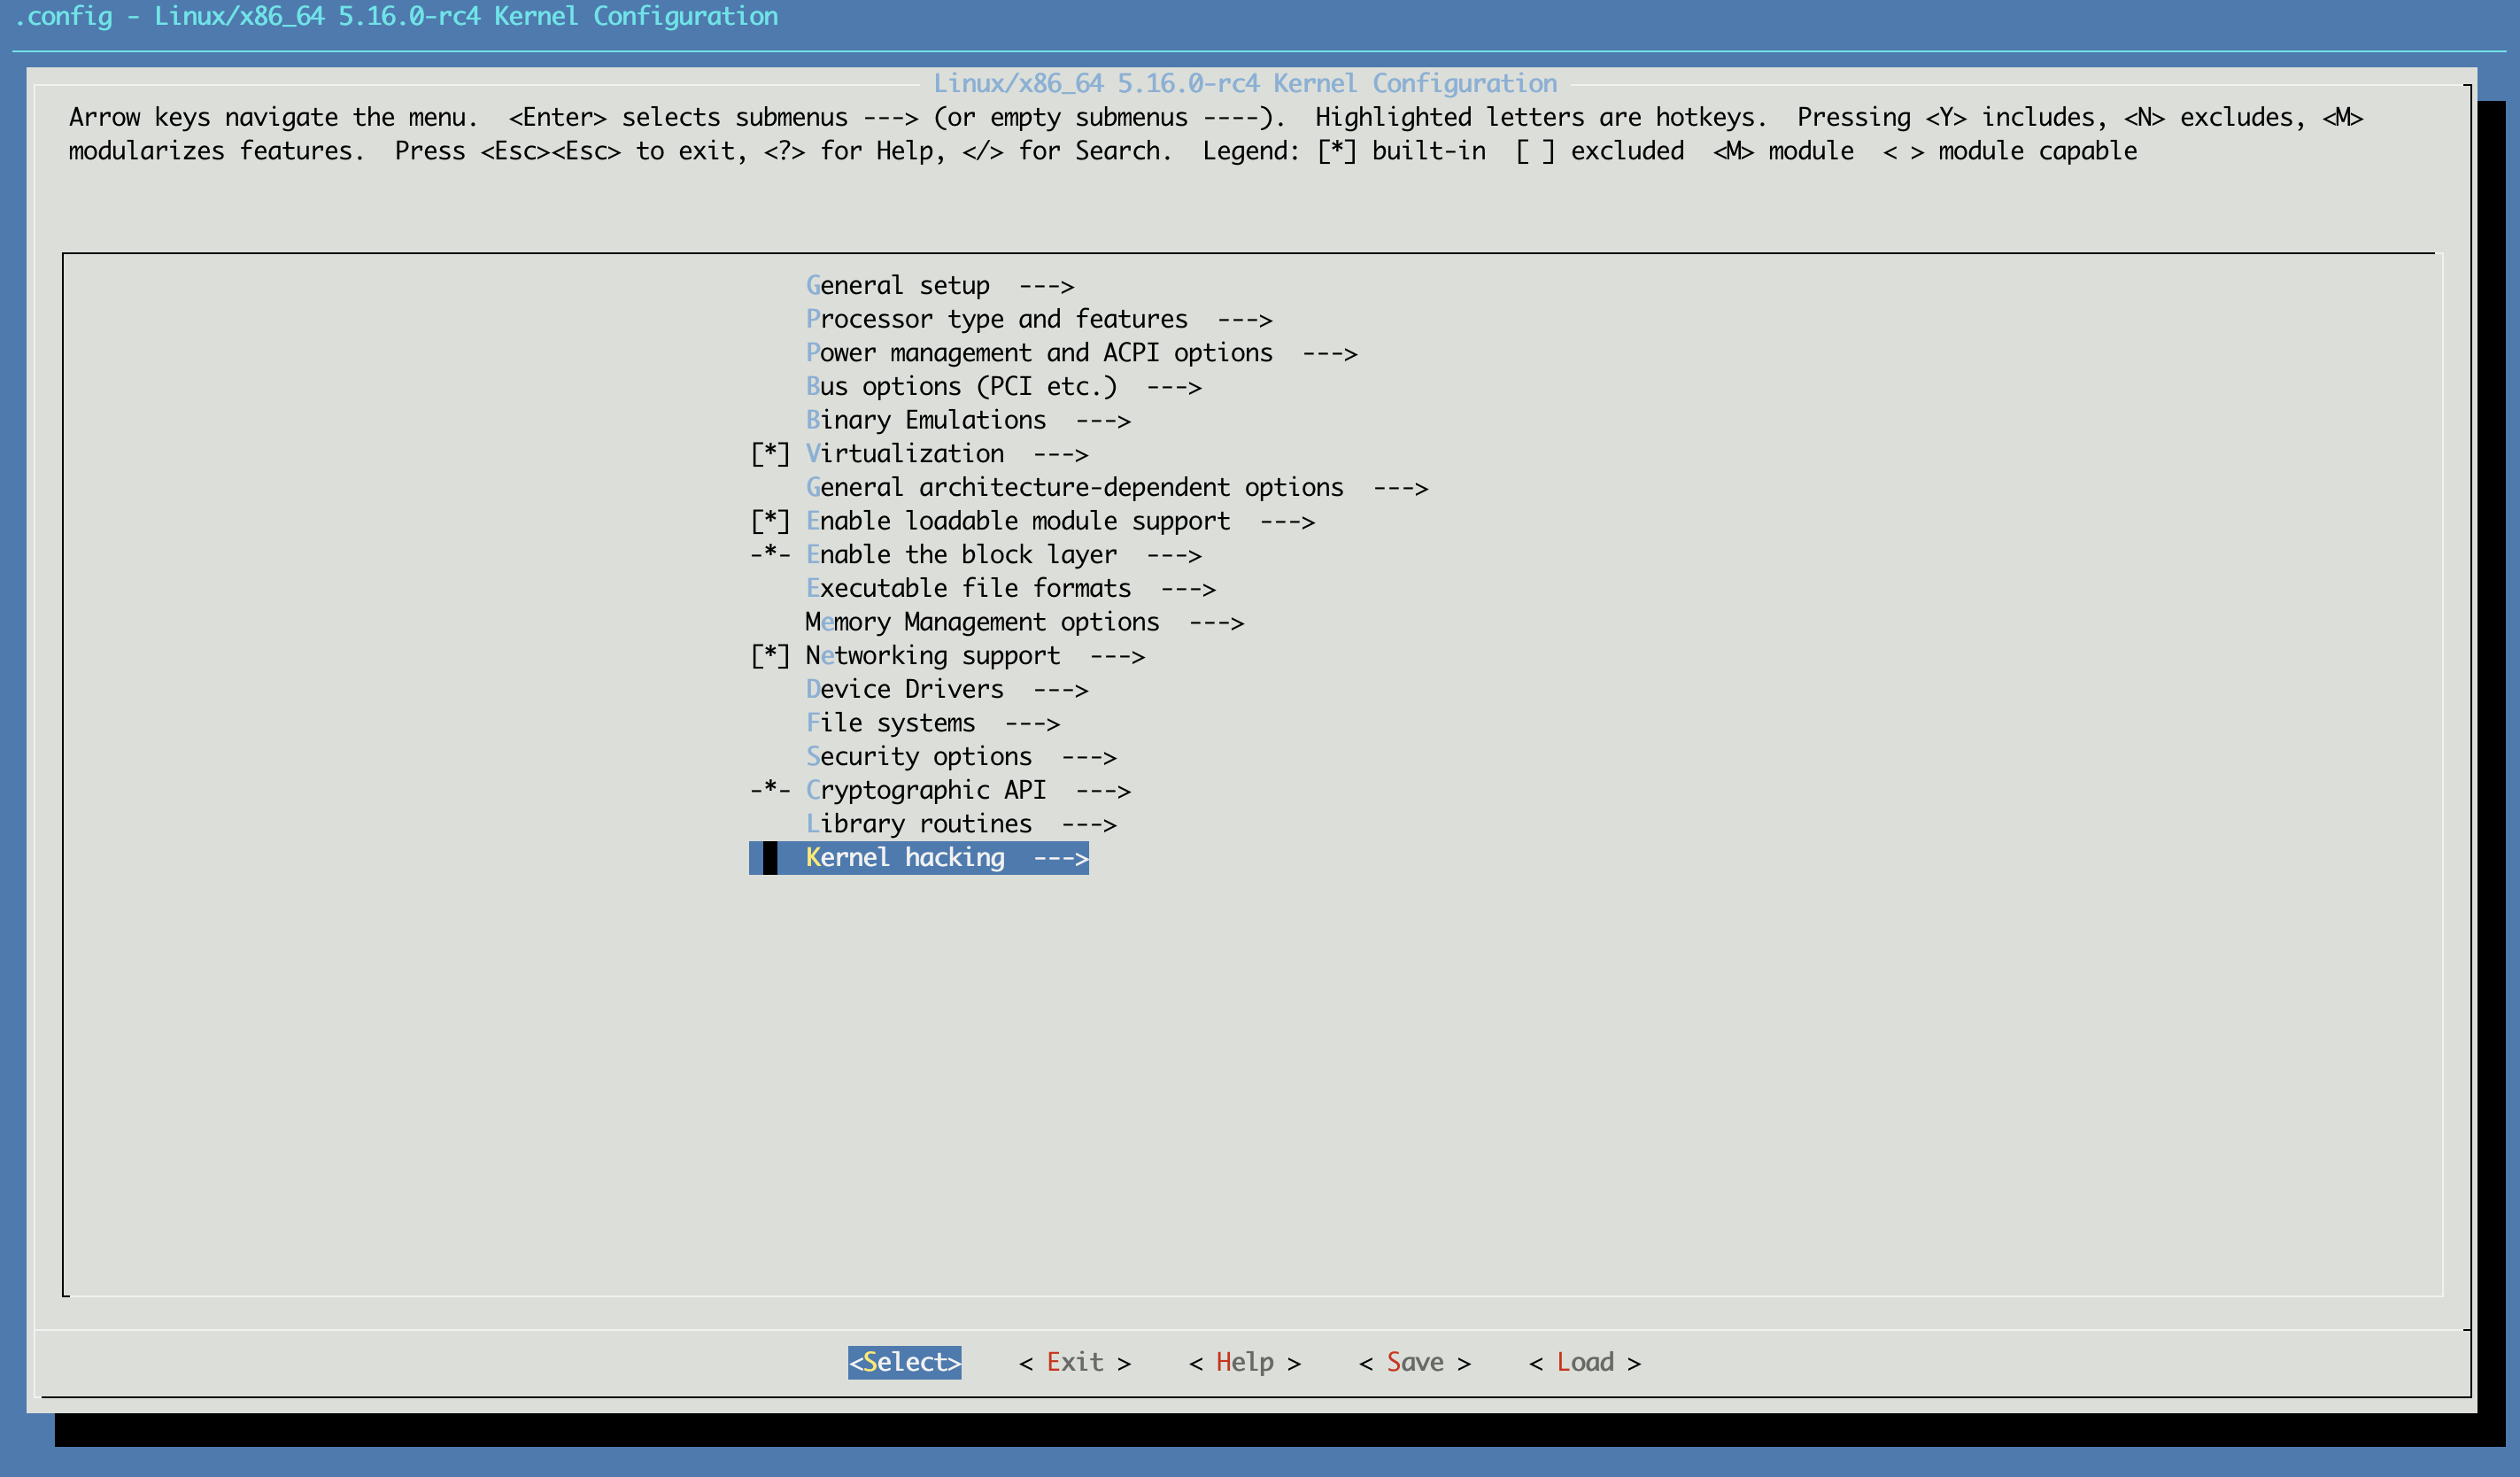 .config - Linux/x86_64 5.16.0-rc4 Kernel Configuration
Linux/x86_64 5.16.0-rc4 Kernel Configuration
Arrow keys navigate the menu.  <Enter> selects submenus ---> (or empty submenus ----).  Highlighted letters are hotkeys.  Pressing <Y> includes, <N> excludes, <M>
modularizes features.  Press <Esc><Esc> to exit, <?> for Help, </> for Search.  Legend: [*] built-in  [ ] excluded  <M> module  < > module capable
General setup  --->
Processor type and features  --->
Power management and ACPI options  --->
Bus options (PCI etc.)  --->
Binary Emulations  --->
[*] Virtualization  --->
General architecture-dependent options  --->
[*] Enable loadable module support  --->
-*- Enable the block layer  --->
Executable file formats  --->
Memory Management options  --->
[*] Networking support  --->
Device Drivers  --->
File systems  --->
Security options  --->
-*- Cryptographic API  --->
Library routines  --->
Kernel hacking  --->
<Select>    < Exit >    < Help >    < Save >    < Load >